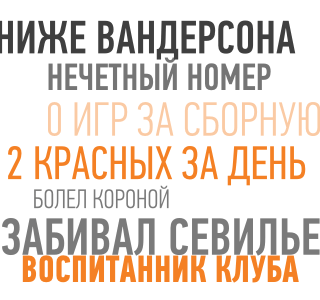 НИЖЕ ВАНДЕРСОНА
НЕЧЕТНЫЙ НОМЕР
0 ИГР ЗА СБОРНУЮ
2 КРАСНЫХ ЗА ДЕНЬ
БОЛЕЛ КОРОНОЙ
ЗАБИВАЛ СЕВИЛЬЕ
ВОСПИТАННИК КЛУБА